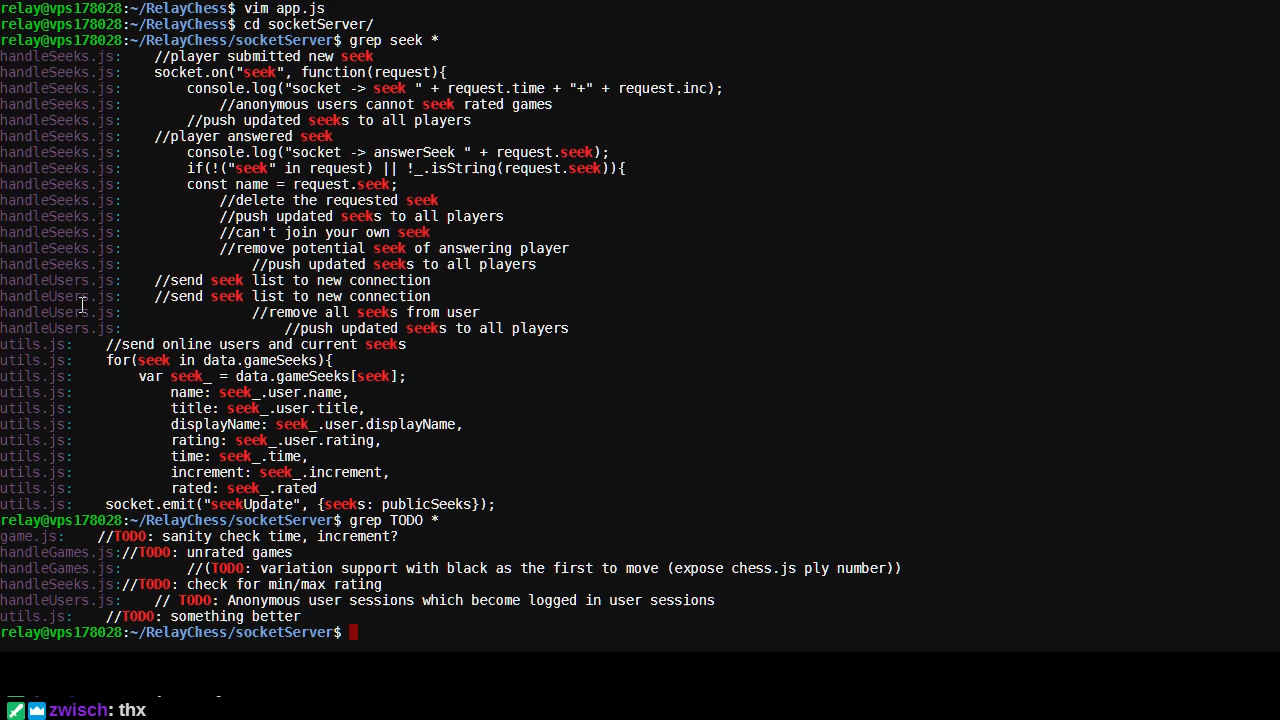 relay@vps178028:~/RelayChess$ vim app.js
relay@vps178028:~/RelayChess$ cd socketServer/
relay@vps178028:~/RelayChess/socketServer$ grep seek *
handleSeeks.js:    //player submitted new seek
handleSeeks.js:    socket.on("seek", function(request){
handleSeeks.js:        console.log("socket -> seek " + request.time + "+" + request.inc);
handleSeeks.js:            //anonymous users cannot seek rated games
handleSeeks.js:        //push updated seeks to all players
handleSeeks.js:    //player answered seek
handleSeeks.js:        console.log("socket -> answerSeek " + request.seek);
handleSeeks.js:        if(!("seek" in request) || !_.isString(request.seek)){
handleSeeks.js:        const name = request.seek;
handleSeeks.js:            //delete the requested seek
handleSeeks.js:            //push updated seeks to all players
handleSeeks.js:            //can't join your own seek
handleSeeks.js:            //remove potential seek of answering player
handleSeeks.js:                //push updated seeks to all players
handleUsers.js:    //send seek list to new connection
handleUsers.js:    //send seek list to new connection
handleUsers.js:                //remove all seeks from user
handleUsers.js:                    //push updated seeks to all players
utils.js:    //send online users and current seeks
utils.js:    for(seek in data.gameSeeks){
utils.js:        var seek_ = data.gameSeeks[seek];
utils.js:            name: seek_.user.name,
utils.js:            title: seek_.user.title,
utils.js:            displayName: seek_.user.displayName,
utils.js:            rating: seek_.user.rating,
utils.js:            time: seek_.time,
utils.js:            increment: seek_.increment,
utils.js:            rated: seek_.rated
utils.js:    socket.emit("seekUpdate", {seeks: publicSeeks});
relay@vps178028:~/RelayChess/socketServer$ grep TODO *
game.js:    //TODO: sanity check time, increment?
handleGames.js://TODO: unrated games
handleGames.js:        //(TODO: variation support with black as the first to move (expose chess.js ply number))
handleSeeks.js://TODO: check for min/max rating
handleUsers.js:    // TODO: Anonymous user sessions which become logged in user sessions
utils.js:    //TODO: something better
relay@vps178028:~/RelayChess/socketServer$
zwisch: thx